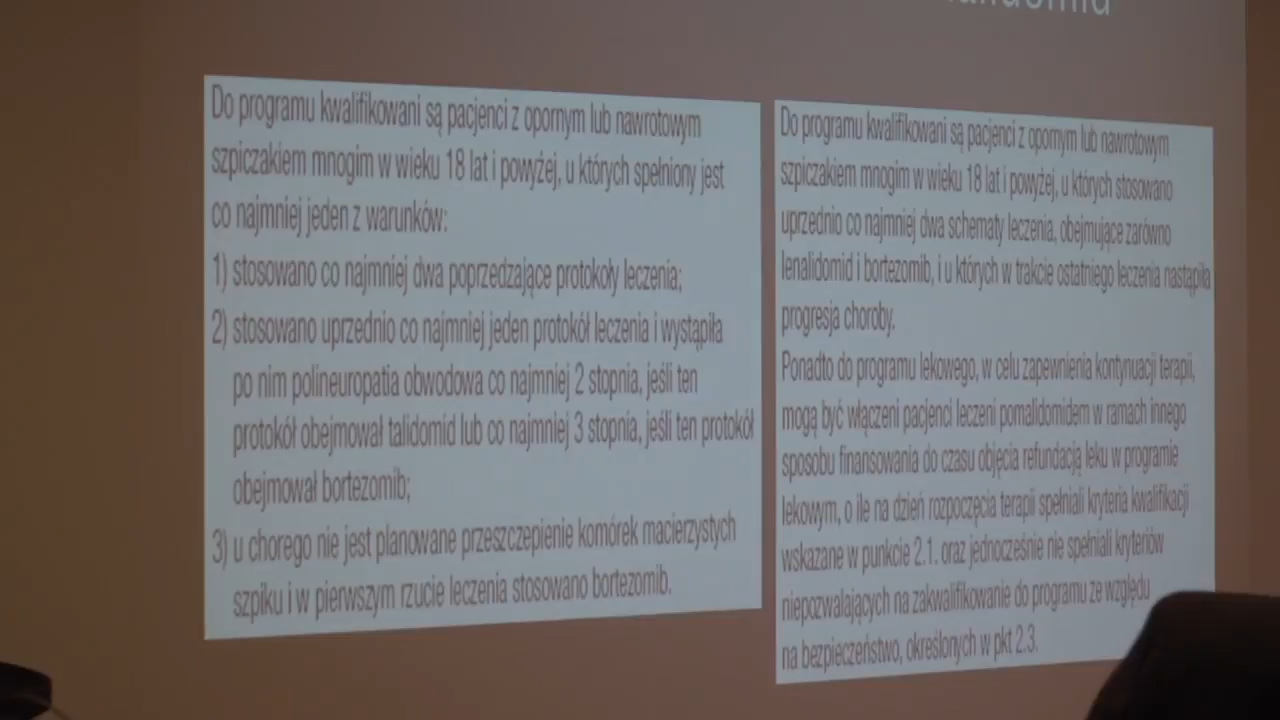 Do programu kwalifikowani są pacjenci z opornym lub nawrotowym
szpiczakiem mnogim w wieku 18 lat i powyżej, u których spełniony jest
co najmniej jeden z warunków:
1) stosowano co najmniej dwa poprzedzające protokoły leczenia;
2) stosowano uprzednio co najmniej jeden protokół leczenia i wystąpiła
po nim polineuropatia obwodowa co najmniej 2 stopnia, jeśli ten
protokół obejmował talidomid lub co najmniej 3 stopnia, jeśli ten protokół
obejmował bortezomib;
3) u chorego nie jest planowane przeszczepienie komórek macierzystych
szpiku i w pierwszym rzucie leczenia stosowano bortezomib.
Do programu kwalifikowani są pacjenci z opornym lub nawrotowym
szpiczakiem mnogim w wieku 18 lat i powyżej, u których stosowano
uprzednio co najmniej dwa schematy leczenia, obejmujące zarówno
lenalidomid i bortezomib, i u których w trakcie ostatniego leczenia nastąpiła
progresja choroby.
Ponadto do programu lekowego, w celu zapewnienia kontynuacji terapii,
mogą być włączeni pacjenci leczeni pomalidomidem w ramach innego
sposobu finansowania do czasu objęcia refundacją leku w programie
lekowym, o ile na dzień rozpoczęcia terapii spełniali kryteria kwalifikacji
wskazane w punkcie 2.1. oraz jednocześnie nie spełniali kryteriów
niepozwalających na zakwalifikowanie do programu ze względu
na bezpieczeństwo, określonych w pkt 2.3.